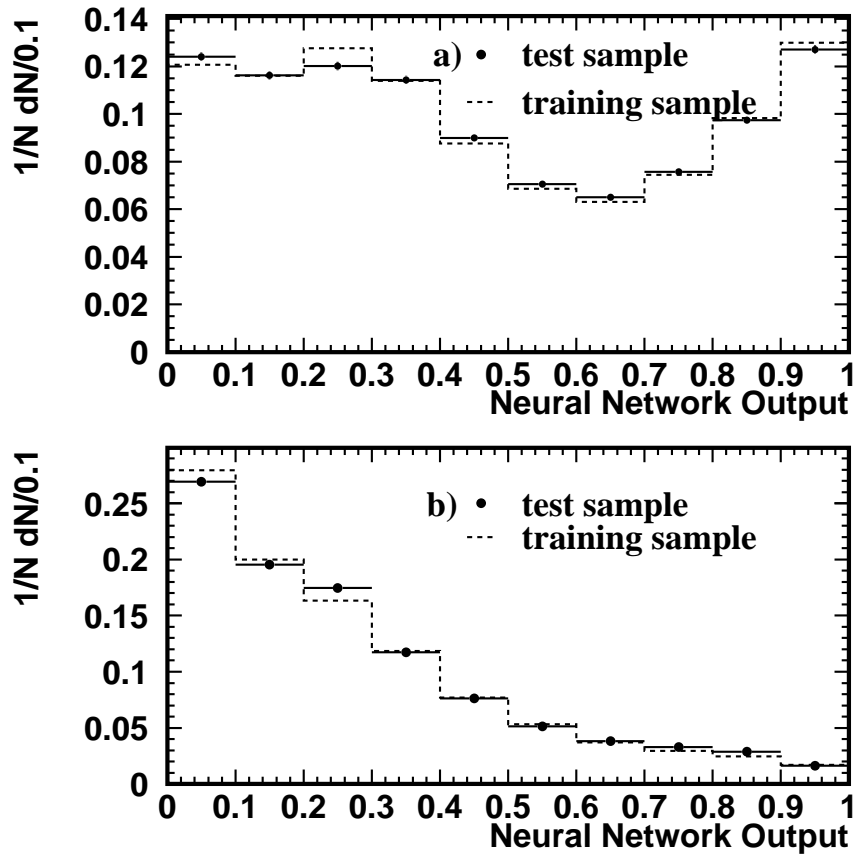 1/N dN/0.1
0.14
0.12
0.1
0.08
0.06
0.04
0.02
0
a) test sample
training sample
0 0.1 0.2 0.3 0.4 0.5 0.6 0.7 0.8 0.9 1
Neural Network Output
1/N dN/0.1
0.25
0.2
0.15
0.1
0.05
0
b) test sample
training sample
0 0.1 0.2 0.3 0.4 0.5 0.6 0.7 0.8 0.9 1
Neural Network Output